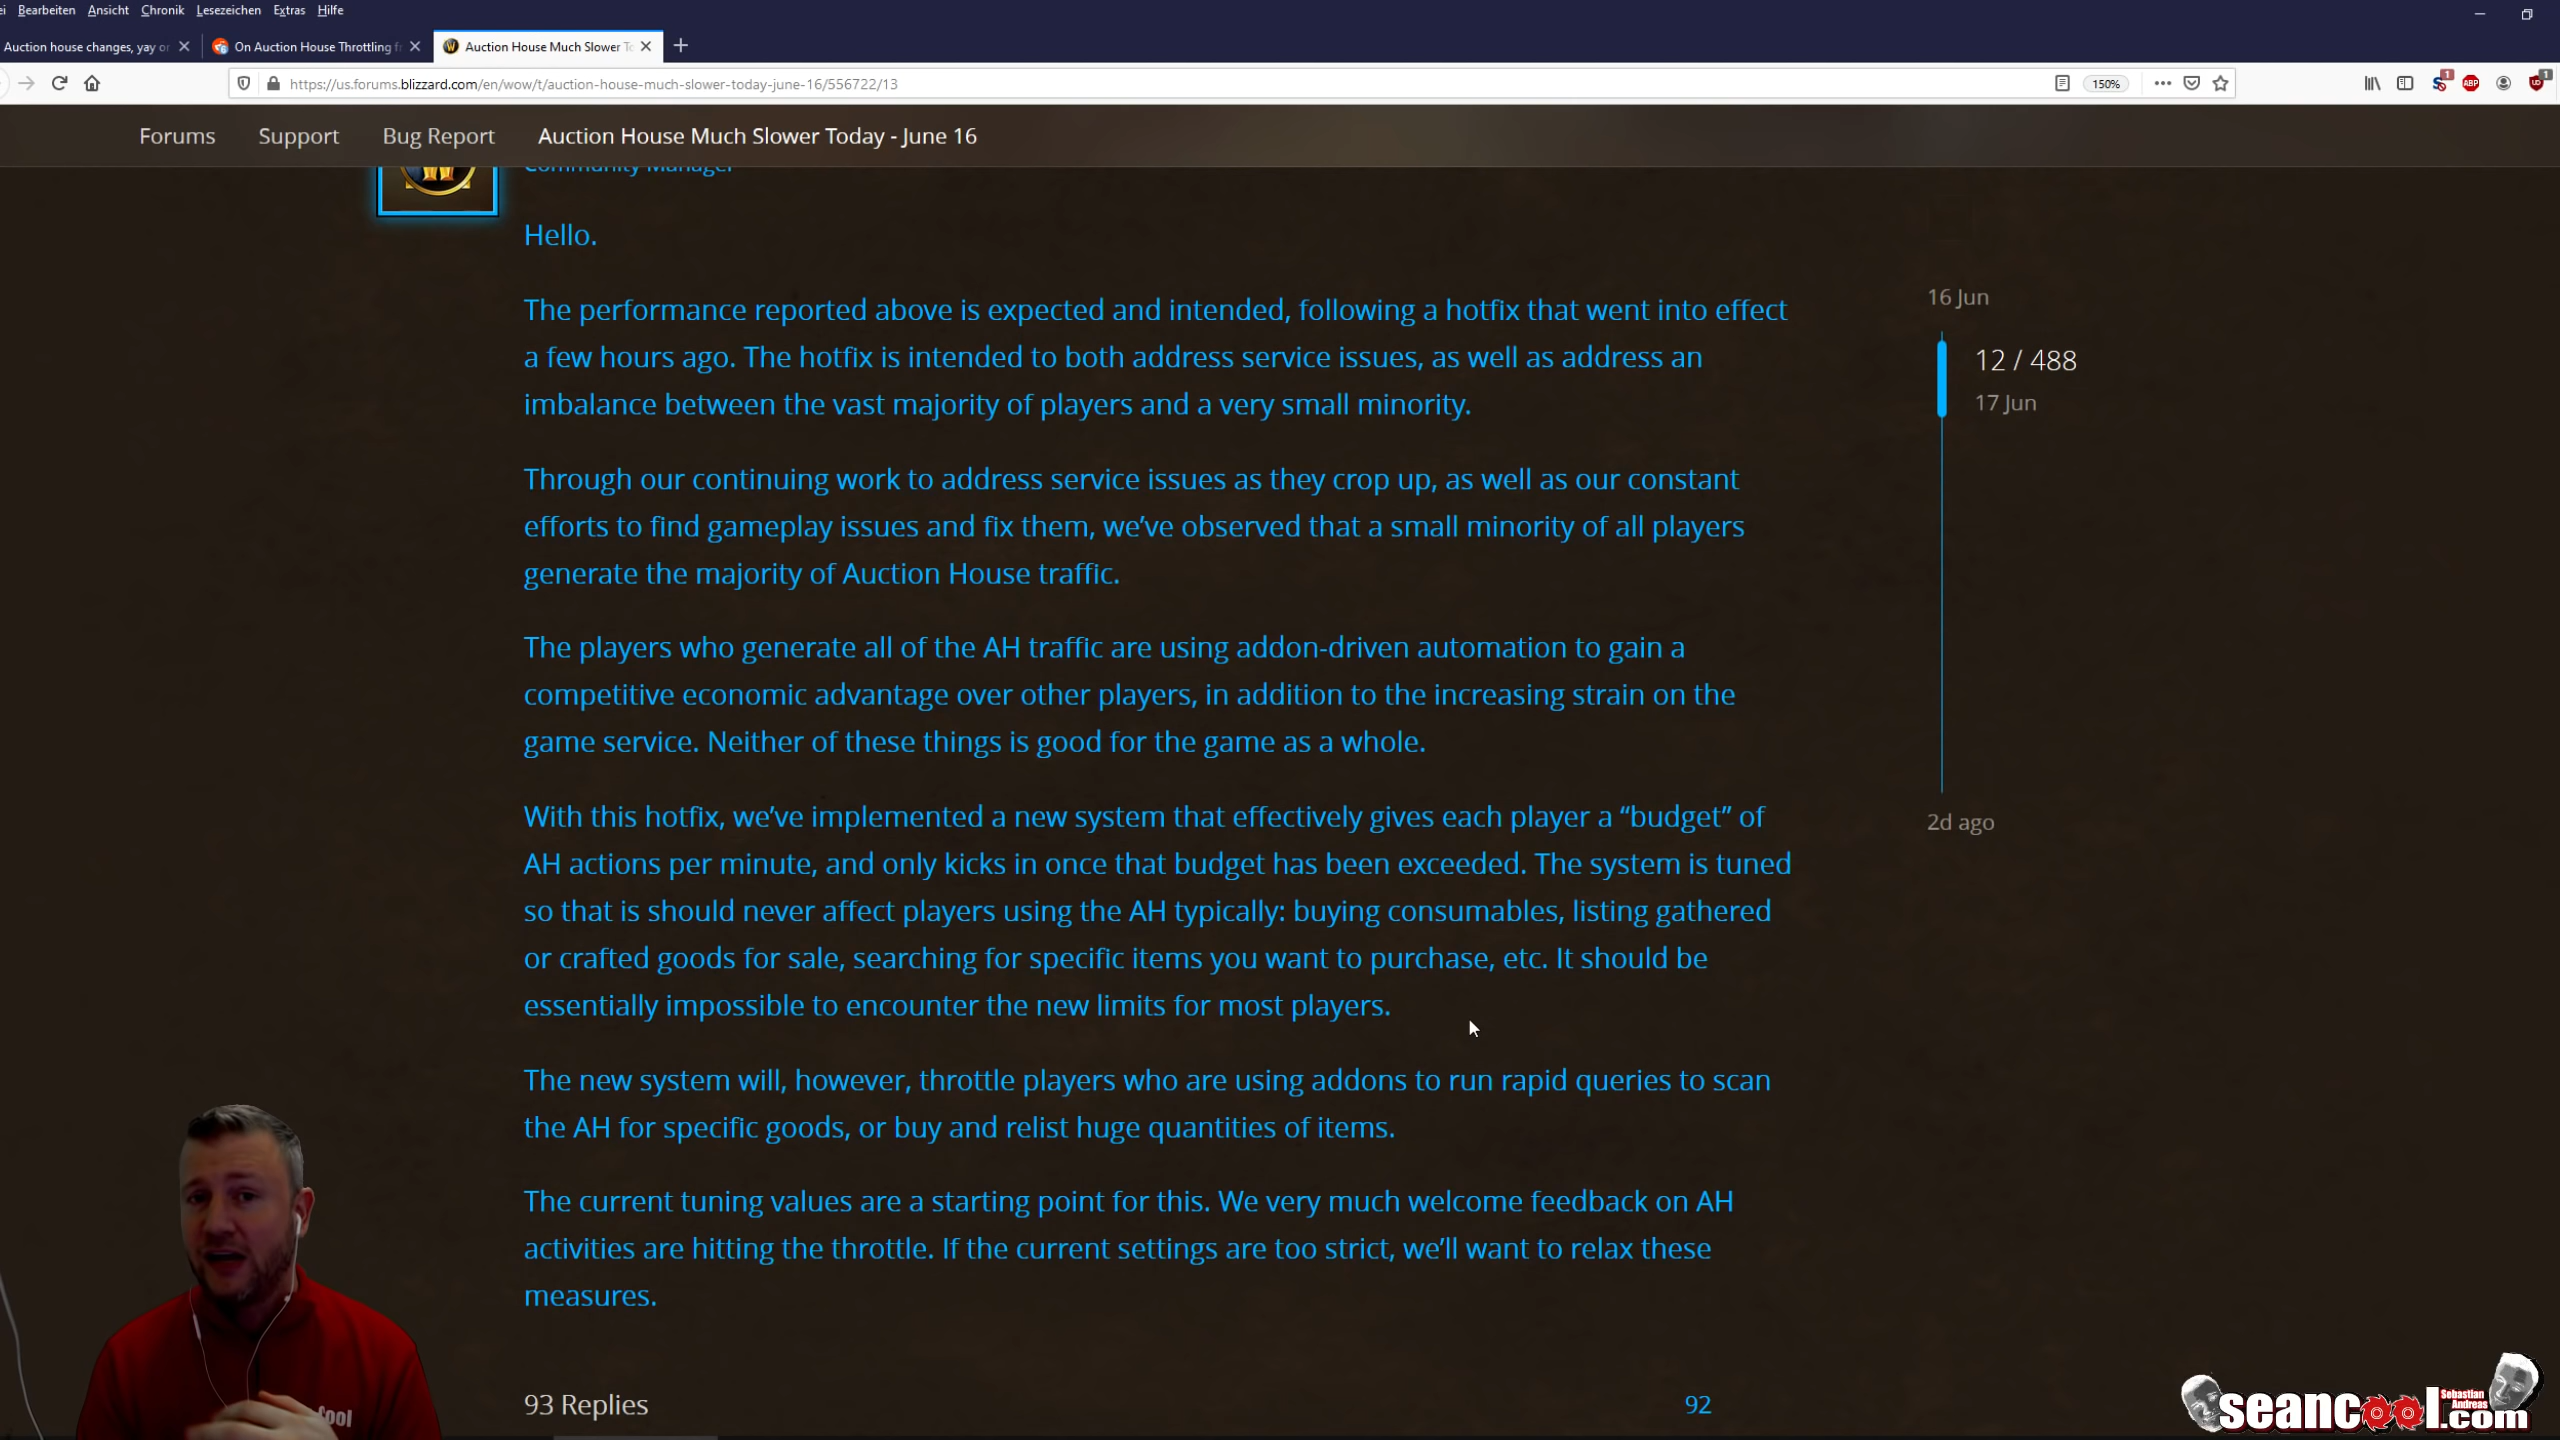 Bearbeiten Ansicht Chronik Lesezeichen Extras Hilfe
Auction house changes, yay or
On Auction House Throttling f
Auction House Much Slower To
https://us.forums.blizzard.com/en/wow/t/auction-house-much-slower-today-june-16/556722/13
150%
1
ABP
1
Forums Support Bug Report Auction House Much Slower Today - June 16
Community Manager
Hello.
The performance reported above is expected and intended, following a hotfix that went into effect
a few hours ago. The hotfix is intended to both address service issues, as well as address an
imbalance between the vast majority of players and a very small minority.
Through our continuing work to address service issues as they crop up, as well as our constant
efforts to find gameplay issues and fix them, we’ve observed that a small minority of all players
generate the majority of Auction House traffic.
The players who generate all of the AH traffic are using addon-driven automation to gain a
competitive economic advantage over other players, in addition to the increasing strain on the
game service. Neither of these things is good for the game as a whole.
With this hotfix, we’ve implemented a new system that effectively gives each player a “budget” of
AH actions per minute, and only kicks in once that budget has been exceeded. The system is tuned
so that is should never affect players using the AH typically: buying consumables, listing gathered
or crafted goods for sale, searching for specific items you want to purchase, etc. It should be
essentially impossible to encounter the new limits for most players.
The new system will, however, throttle players who are using addons to run rapid queries to scan
the AH for specific goods, or buy and relist huge quantities of items.
The current tuning values are a starting point for this. We very much welcome feedback on AH
activities are hitting the throttle. If the current settings are too strict, we’ll want to relax these
measures.
93 Replies
92
16 Jun
12 / 488
17 Jun
2d ago
seancool.com
Sebastian
Andreas